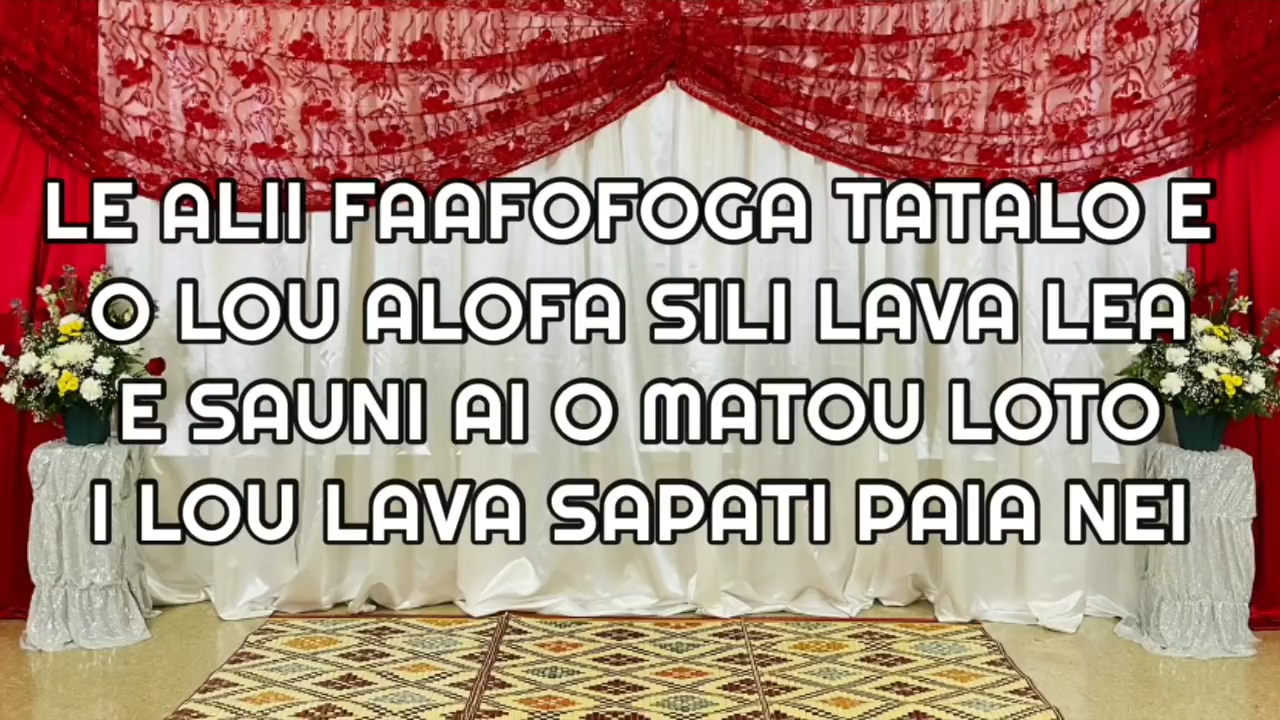 LE ALII FAAFOFOGA TATALO E
O LOU ALOFA SILI LAVA LEA
E SAUNI AI O MATOU LOTO
I LOU LAVA SAPATI PAIA NEI